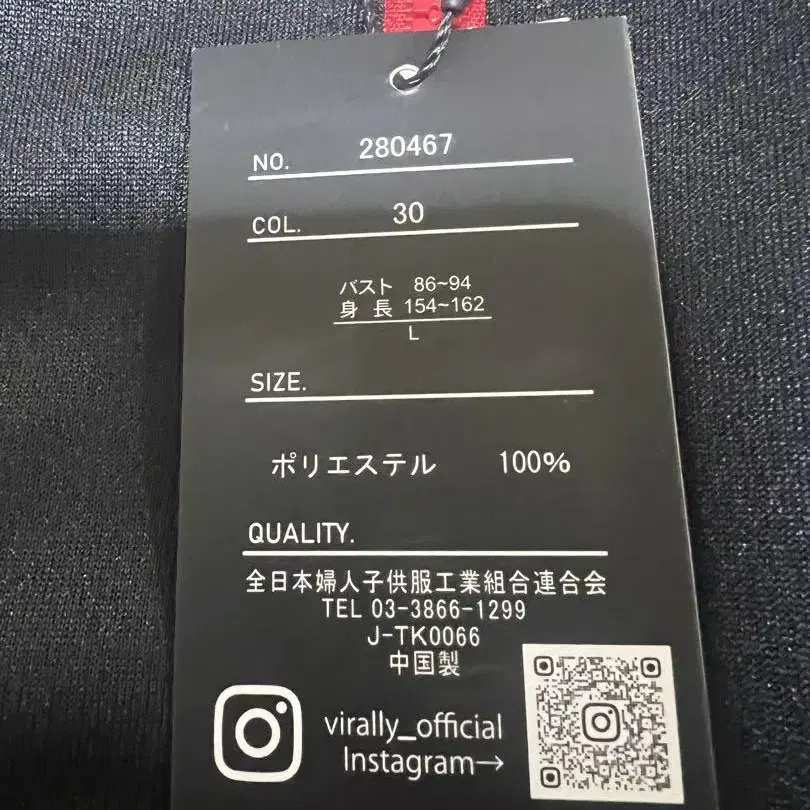 NO. 280467
COL. 30
バスト 86~94
身長 154~162
L
SIZE.
ポリエステル 100%
QUALITY.
全日本婦人子供服工業組合連合会
TEL 03-3866-1299
J-TK0066
中国製
virally_official
Instagram→